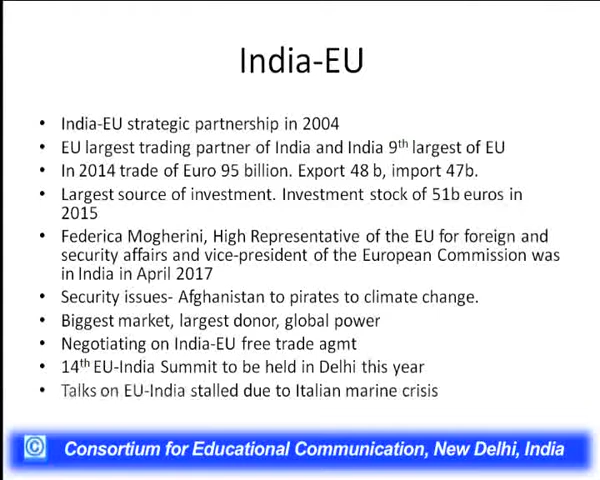 India-EU
• India-EU strategic partnership in 2004
• EU largest trading partner of India and India 9th largest of EU
• In 2014 trade of Euro 95 billion. Export 48 b, import 47b.
• Largest source of investment. Investment stock of 51b euros in
2015
• Federica Mogherini, High Representative of the EU for foreign and
security affairs and vice-president of the European Commission was
in India in April 2017
• Security issues- Afghanistan to pirates to climate change.
• Biggest market, largest donor, global power
• Negotiating on India-EU free trade agmt
• 14th EU-India Summit to be held in Delhi this year
• Talks on EU-India stalled due to Italian marine crisis
© Consortium for Educational Communication, New Delhi, India